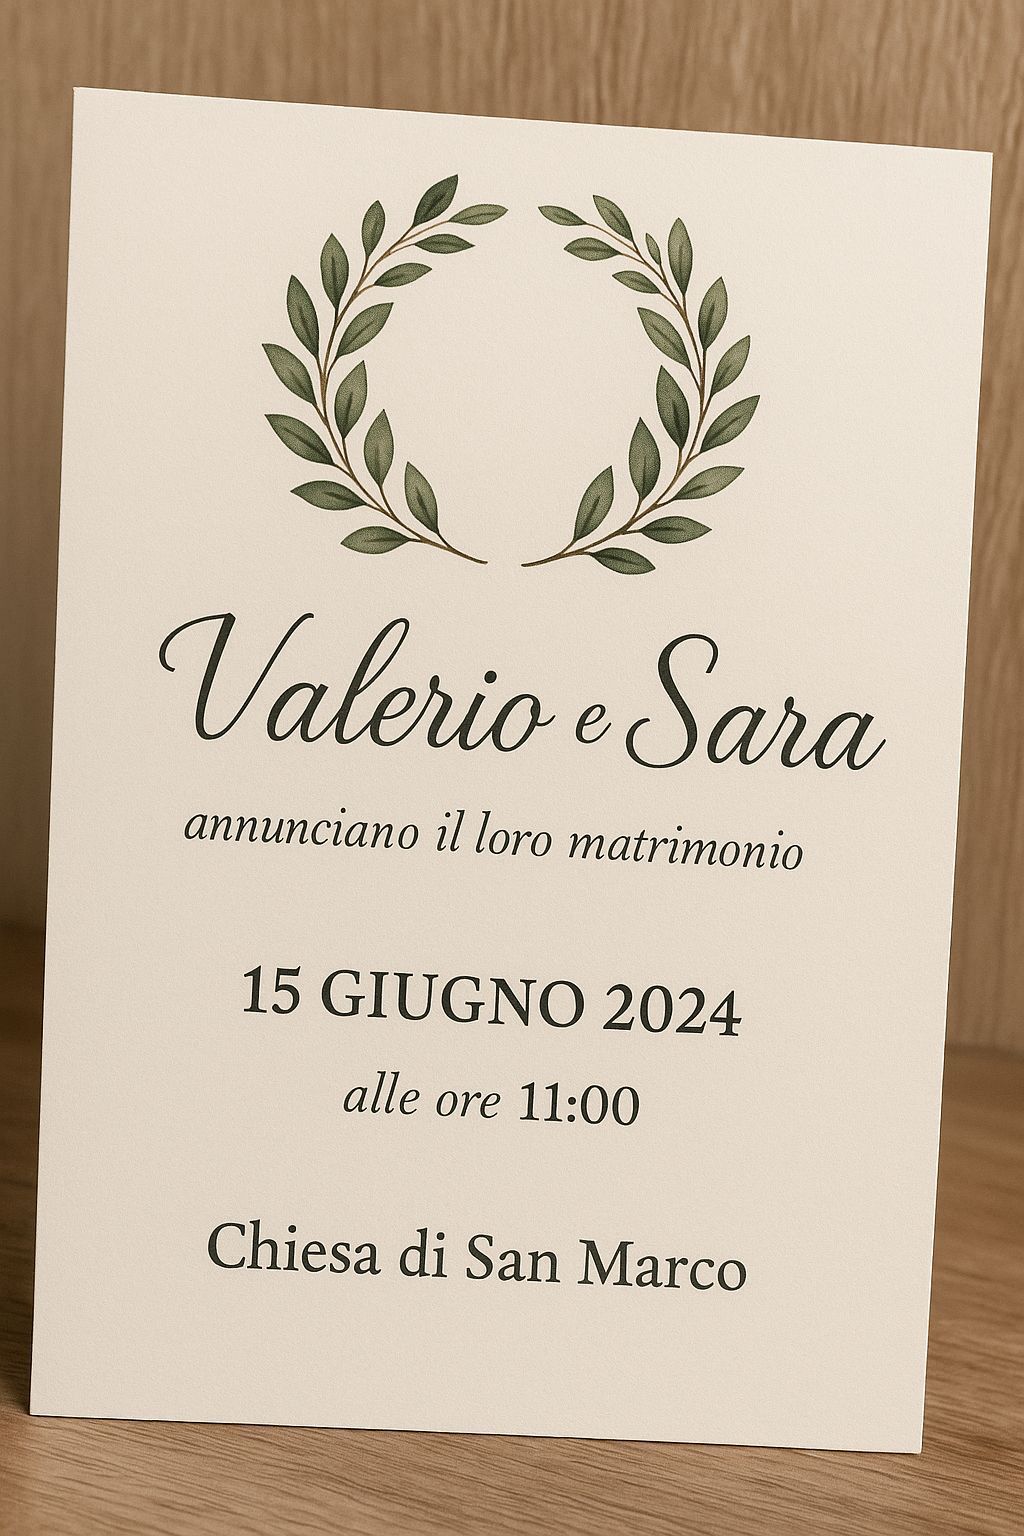 Valerio e Sara
annunciano il loro matrimonio
15 GIUGNO 2024
alle ore 11:00
Chiesa di San Marco